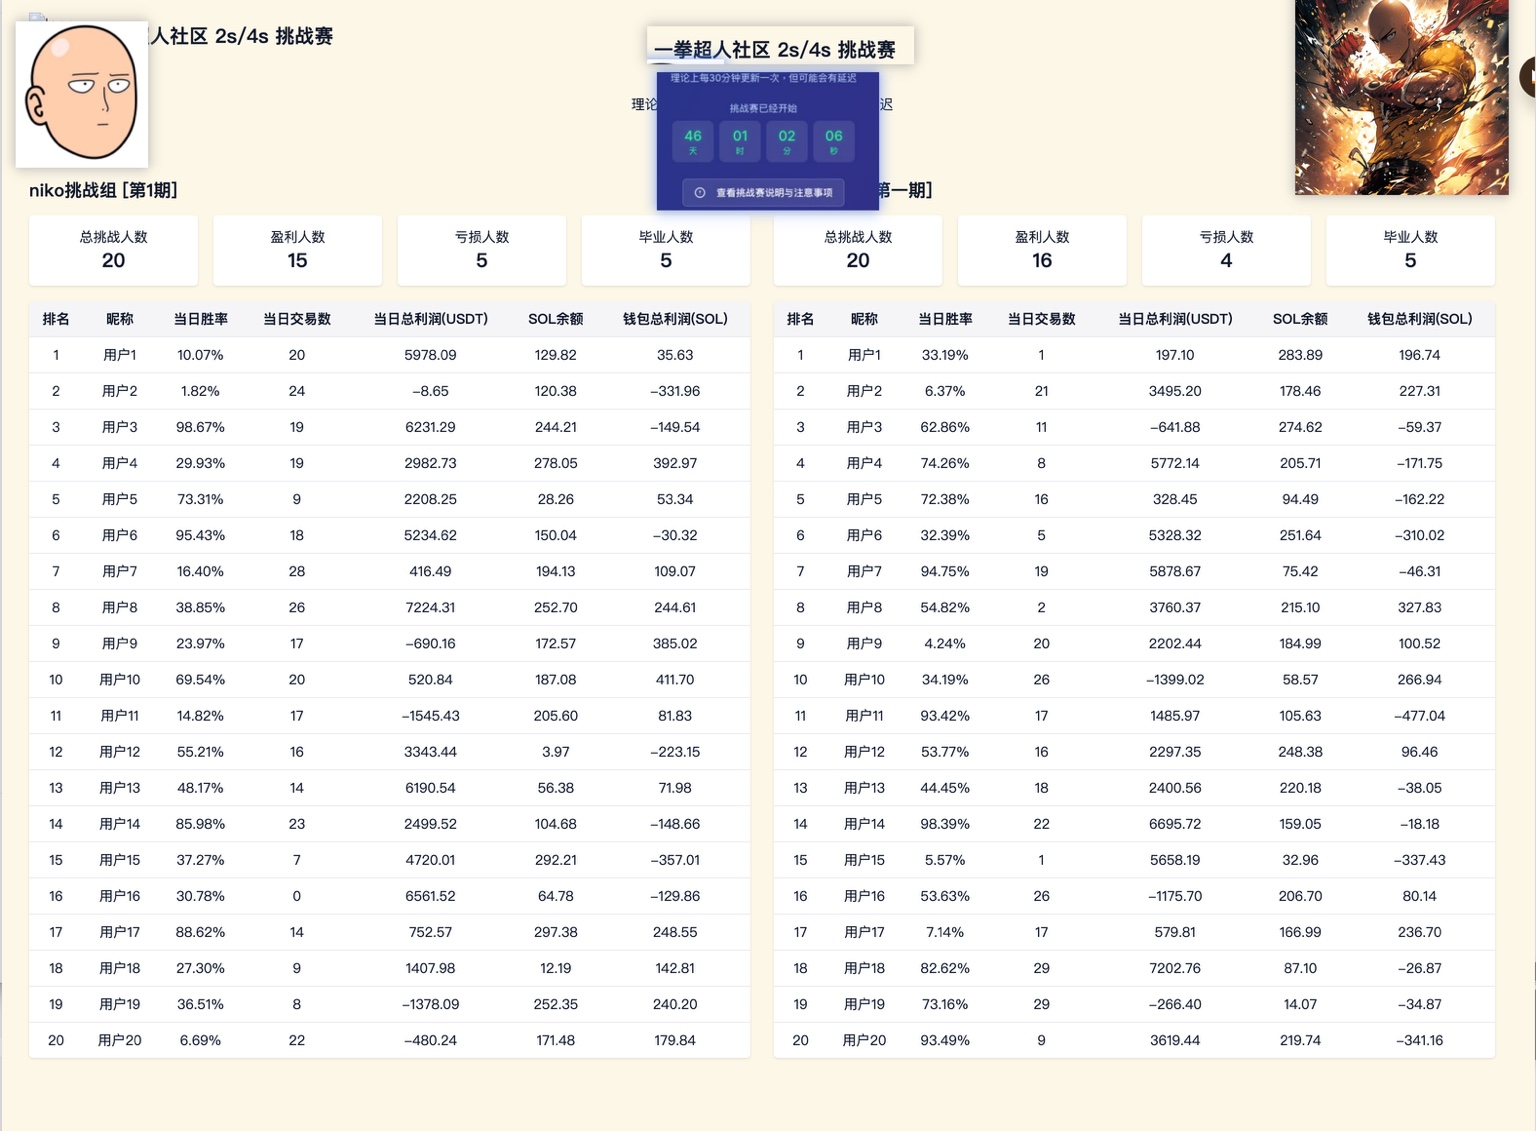 人社区 2s/4s 挑战赛
一拳超人社区 2s/4s 挑战赛
理论上每30分钟更新一次，但可能会有延迟
理论
迟
挑战赛已经开始
46 01 02 06
天 时 分 秒
查看挑战赛说明与注意事项
niko挑战组 [第1期]
总挑战人数 盈利人数 亏损人数 毕业人数
20 15 5 5
排名 昵称 当日胜率 当日交易数 当日总利润(USDT) SOL余额 钱包总利润(SOL)
1 用户1 10.07% 20 5978.09 129.82 35.63
2 用户2 1.82% 24 −8.65 120.38 −331.96
3 用户3 98.67% 19 6231.29 244.21 −149.54
4 用户4 29.93% 19 2982.73 278.05 392.97
5 用户5 73.31% 9 2208.25 28.26 53.34
6 用户6 95.43% 18 5234.62 150.04 −30.32
7 用户7 16.40% 28 416.49 194.13 109.07
8 用户8 38.85% 26 7224.31 252.70 244.61
9 用户9 23.97% 17 −690.16 172.57 385.02
10 用户10 69.54% 20 520.84 187.08 411.70
11 用户11 14.82% 17 −1545.43 205.60 81.83
12 用户12 55.21% 16 3343.44 3.97 −223.15
13 用户13 48.17% 14 6190.54 56.38 71.98
14 用户14 85.98% 23 2499.52 104.68 −148.66
15 用户15 37.27% 7 4720.01 292.21 −357.01
16 用户16 30.78% 0 6561.52 64.78 −129.86
17 用户17 88.62% 14 752.57 297.38 248.55
18 用户18 27.30% 9 1407.98 12.19 142.81
19 用户19 36.51% 8 −1378.09 252.35 240.20
20 用户20 6.69% 22 −480.24 171.48 179.84
第一期]
总挑战人数 盈利人数 亏损人数 毕业人数
20 16 4 5
排名 昵称 当日胜率 当日交易数 当日总利润(USDT) SOL余额 钱包总利润(SOL)
1 用户1 33.19% 1 197.10 283.89 196.74
2 用户2 6.37% 21 3495.20 178.46 227.31
3 用户3 62.86% 11 −641.88 274.62 −59.37
4 用户4 74.26% 8 5772.14 205.71 −171.75
5 用户5 72.38% 16 328.45 94.49 −162.22
6 用户6 32.39% 5 5328.32 251.64 −310.02
7 用户7 94.75% 19 5878.67 75.42 −46.31
8 用户8 54.82% 2 3760.37 215.10 327.83
9 用户9 4.24% 20 2202.44 184.99 100.52
10 用户10 34.19% 26 −1399.02 58.57 266.94
11 用户11 93.42% 17 1485.97 105.63 −477.04
12 用户12 53.77% 16 2297.35 248.38 96.46
13 用户13 44.45% 18 2400.56 220.18 −38.05
14 用户14 98.39% 22 6695.72 159.05 −18.18
15 用户15 5.57% 1 5658.19 32.96 −337.43
16 用户16 53.63% 26 −1175.70 206.70 80.14
17 用户17 7.14% 17 579.81 166.99 236.70
18 用户18 82.62% 29 7202.76 87.10 −26.87
19 用户19 73.16% 29 −266.40 14.07 −34.87
20 用户20 93.49% 9 3619.44 219.74 −341.16